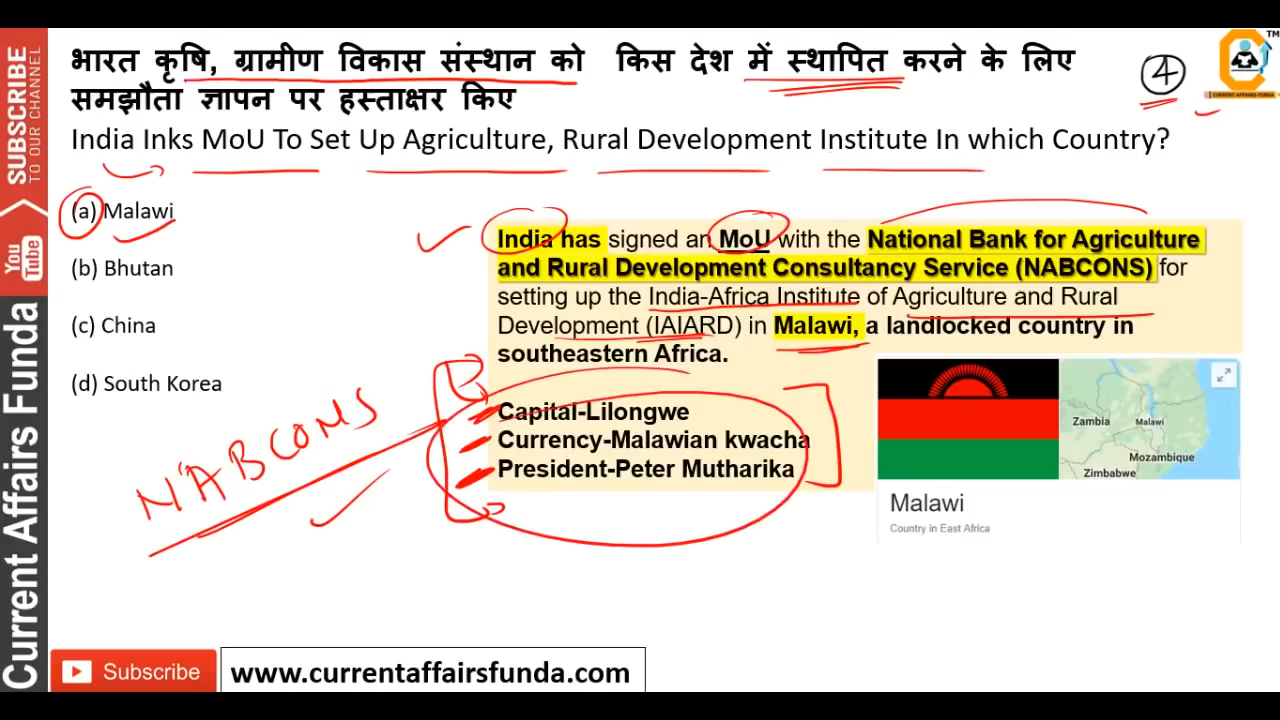 भारत कृषि, ग्रामीण विकास संस्थान को किस देश में स्थापित करने के लिए
समझौता ज्ञापन पर हस्ताक्षर किए
India Inks MoU To Set Up Agriculture, Rural Development Institute In which Country?
4
TM
CURRENT-AFFAIRS-FUNDA
(a) Malawi
(b) Bhutan
(c) China
(d) South Korea
India has signed an MoU with the National Bank for Agriculture
and Rural Development Consultancy Service (NABCONS) for
setting up the India-Africa Institute of Agriculture and Rural
Development (IAIARD) in Malawi, a landlocked country in
southeastern Africa.
Capital-Lilongwe
Currency-Malawian kwacha
President-Peter Mutharika
NABCONS
Zambia
Malawi
Mozambique
Zimbabwe
Malawi
Country in East Africa
SUBSCRIBE
TO OUR CHANNEL
You
Tube
Current Affairs Funda
Subscribe
www.currentaffairsfunda.com